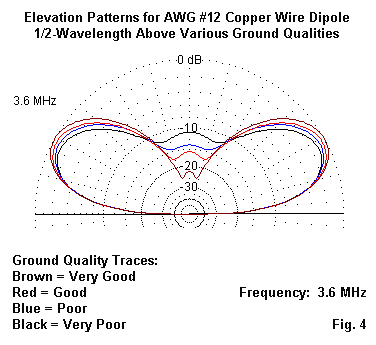 Elevation Patterns for AWG #12 Copper Wire Dipole
1/2-Wavelength Above Various Ground Qualities
0 dB
3.6 MHz
-10
-20
-30
Ground Quality Traces:
Brown = Very Good
Red = Good
Blue = Poor
Black = Very Poor
Frequency: 3.6 MHz
Fig. 4